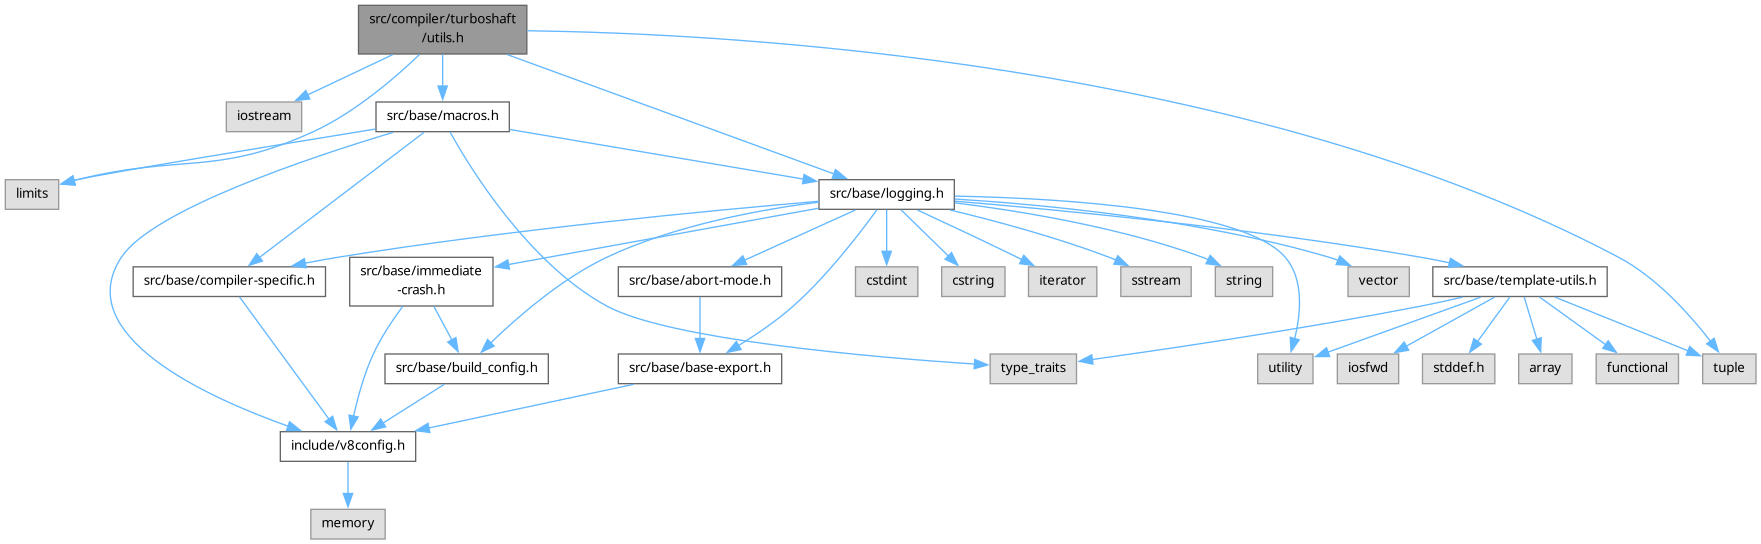 src/compiler/turboshaft
/utils.h
iostream
src/base/macros.h
limits
src/base/logging.h
src/base/compiler-specific.h
src/base/immediate
-crash.h
src/base/abort-mode.h
cstdint
cstring
iterator
sstream
string
vector
src/base/template-utils.h
src/base/build_config.h
src/base/base-export.h
type_traits
utility
iosfwd
stddef.h
array
functional
tuple
include/v8config.h
memory